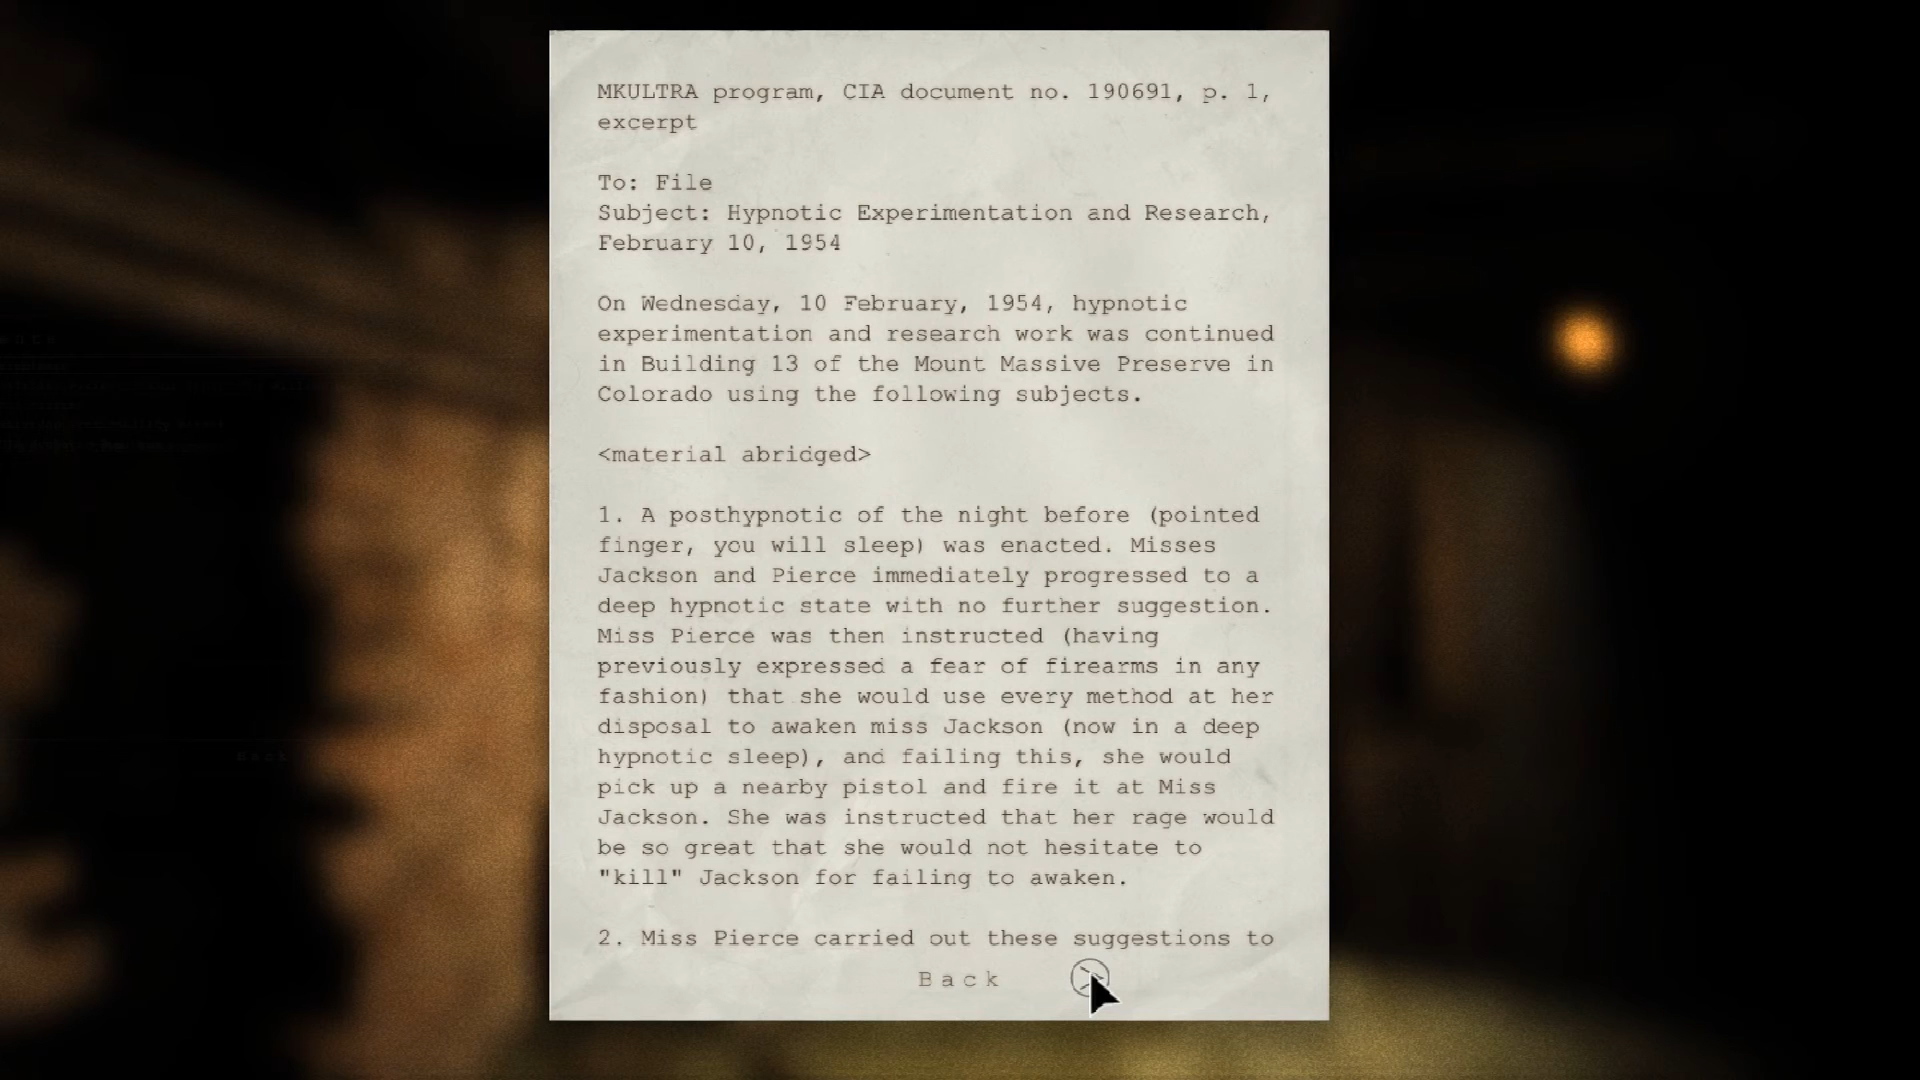 MKULTRA program, CIA document no. 190691, p. 1,
excerpt
To: File
Subject: Hypnotic Experimentation and Research,
February 10, 1954
On Wednesday, 10 February, 1954, hypnotic
experimentation and research work was continued
in Building 13 of the Mount Massive Preserve in
Colorado using the following subjects.
<material abridged>
1. A posthypnotic of the night before (pointed
finger, you will sleep) was enacted. Misses
Jackson and Pierce immediately progressed to a
deep hypnotic state with no further suggestion.
Miss Pierce was then instructed (having
previously expressed a fear of firearms in any
fashion) that she would use every method at her
disposal to awaken miss Jackson (now in a deep
hypnotic sleep), and failing this, she would
pick up a nearby pistol and fire it at Miss
Jackson. She was instructed that her rage would
be so great that she would not hesitate to
"kill" Jackson for failing to awaken.
2. Miss Pierce carried out these suggestions to
Back
Back